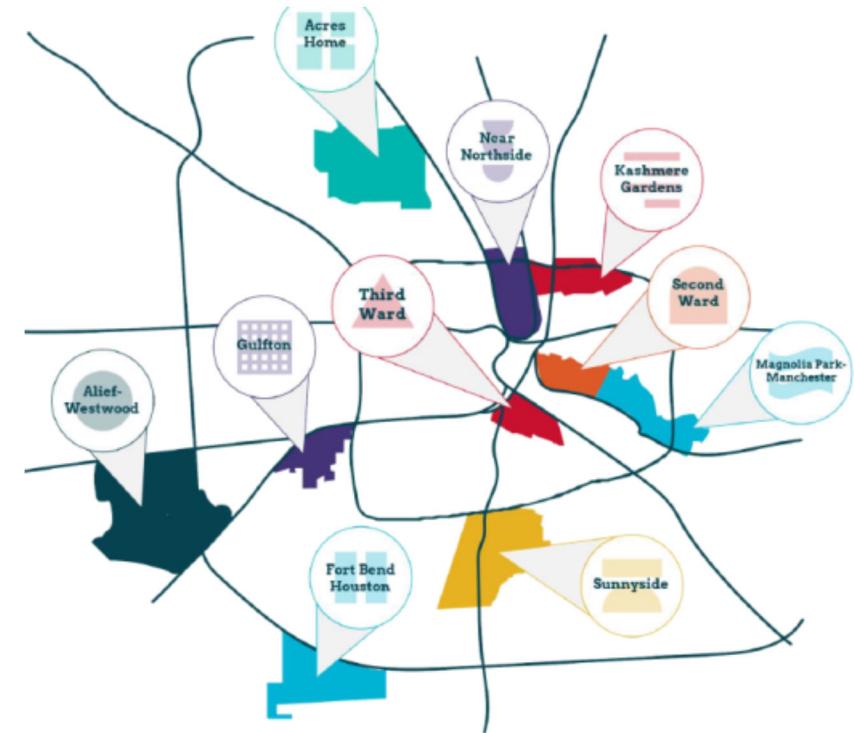 Acres
Home
Near
Northside
Kashmere
Gardens
Third
Ward
Second
Ward
Gulfton
Magnolia Park-
Manchester
Alief-
Westwood
Fort Bend
Houston
Sunnyside